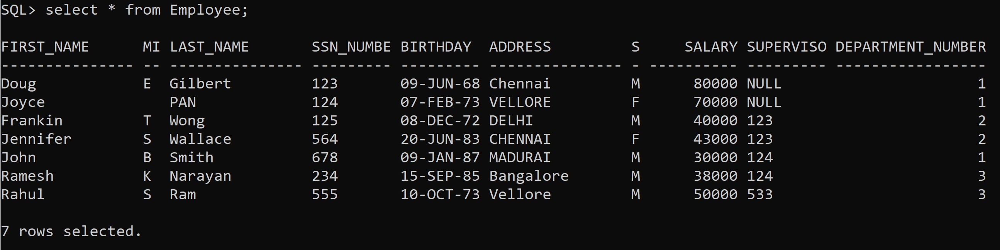 SQL> select * from Employee;
FIRST_NAME      MI LAST_NAME       SSN_NUMBE BIRTHDAY  ADDRESS         S     SALARY SUPERVISO DEPARTMENT_NUMBER
--------------- -- --------------- --------- --------- --------------- - ---------- --------- -----------------
Doug            E  Gilbert         123       09-JUN-68 Chennai         M      80000 NULL                      1
Joyce              PAN             124       07-FEB-73 VELLORE         F      70000 NULL                      1
Frankin         T  Wong            125       08-DEC-72 DELHI           M      40000 123                       2
Jennifer        S  Wallace         564       20-JUN-83 CHENNAI         F      43000 123                       2
John            B  Smith           678       09-JAN-87 MADURAI         M      30000 124                       1
Ramesh          K  Narayan         234       15-SEP-85 Bangalore       M      38000 124                       3
Rahul           S  Ram             555       10-OCT-73 Vellore         M      50000 533                       3
7 rows selected.